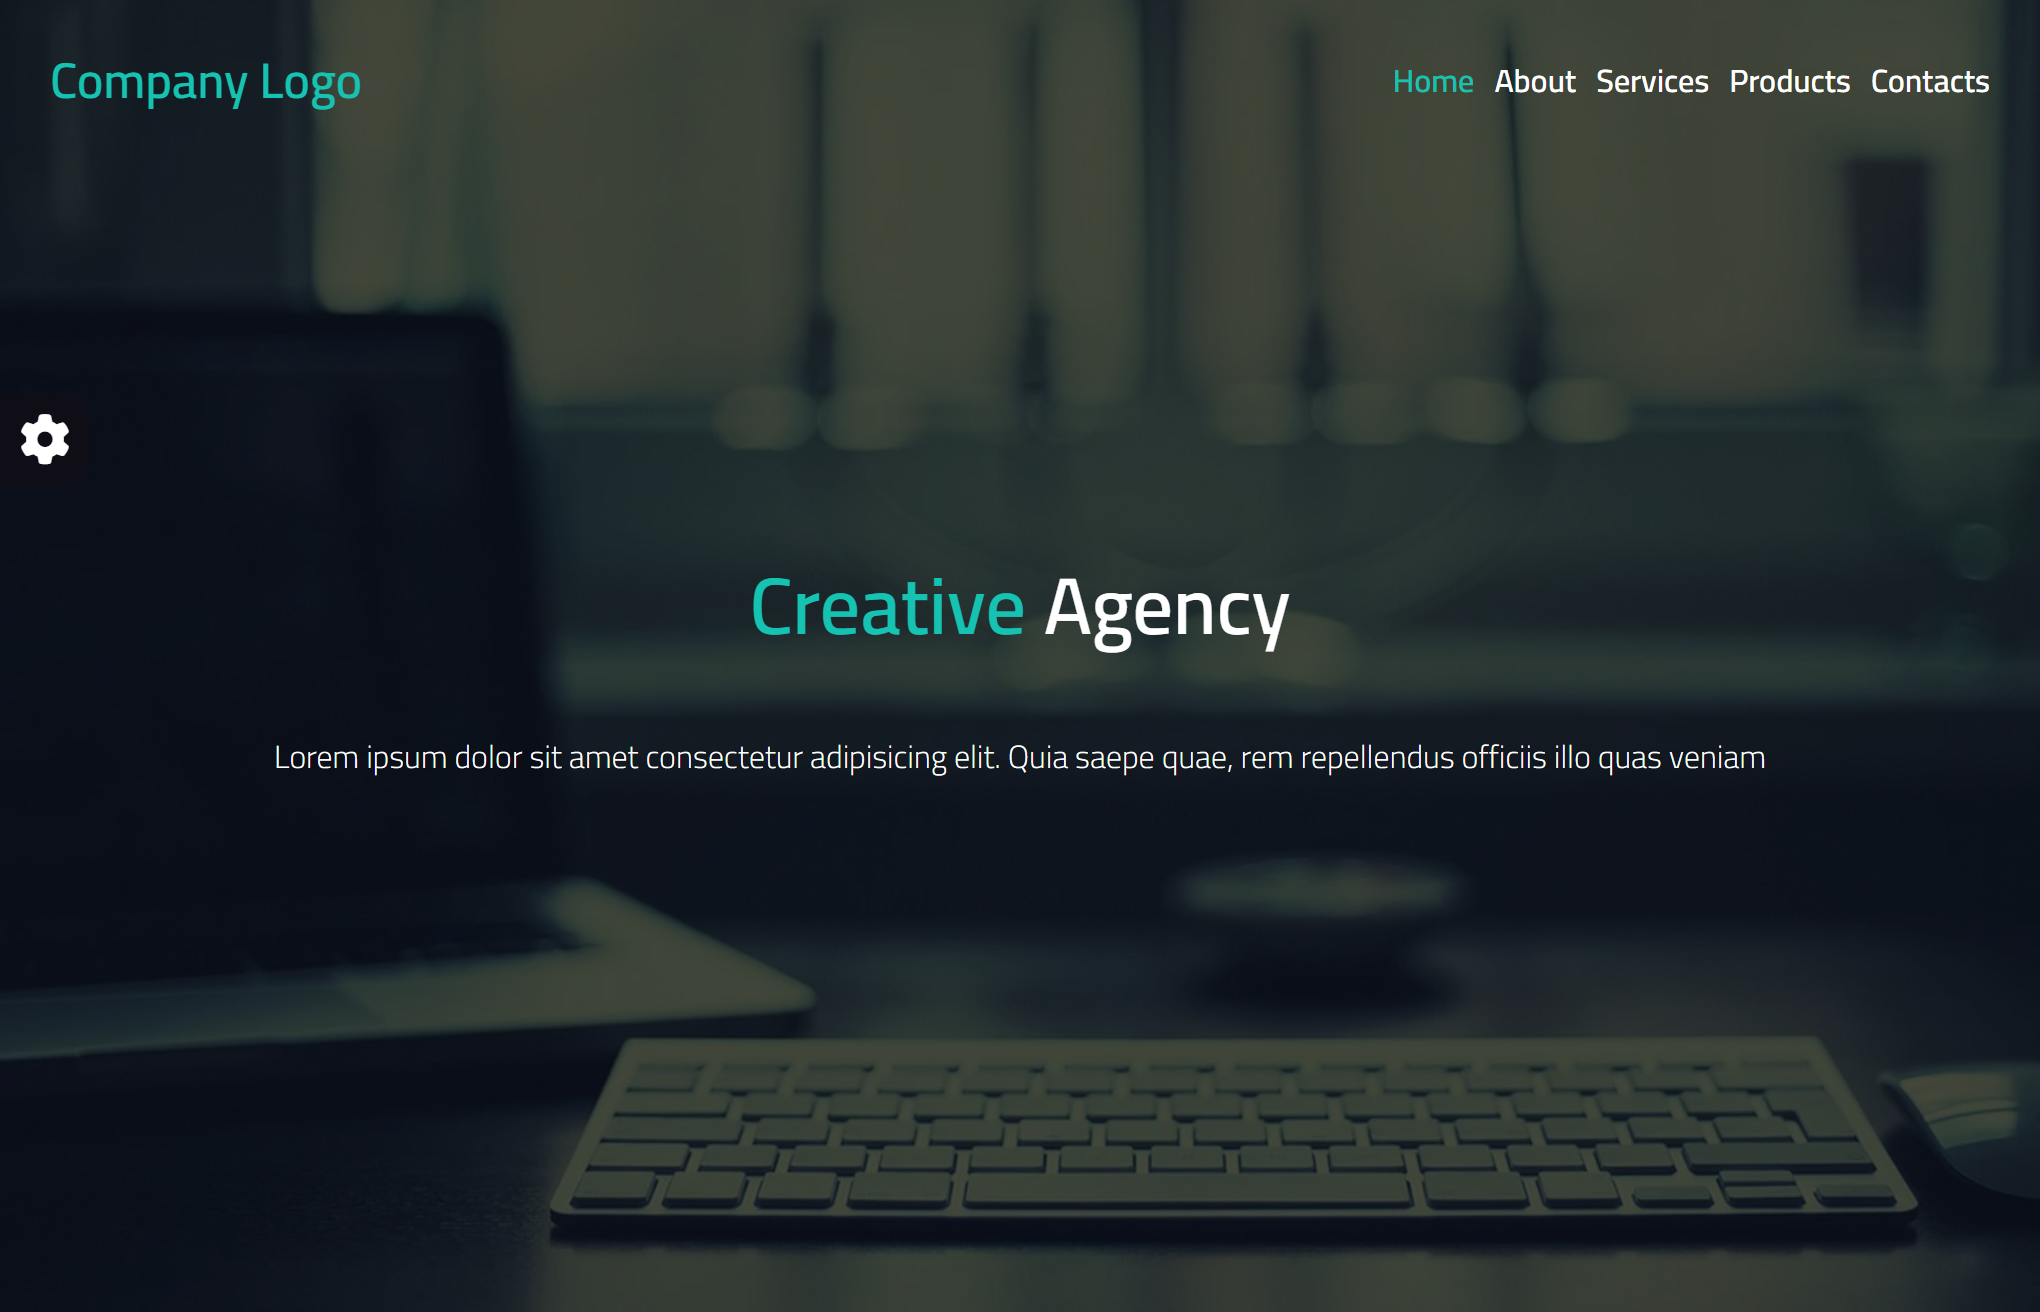 Company Logo
Home About Services Products Contacts
Creative Agency
Lorem ipsum dolor sit amet consectetur adipisicing elit. Quia saepe quae, rem repellendus officiis illo quas veniam